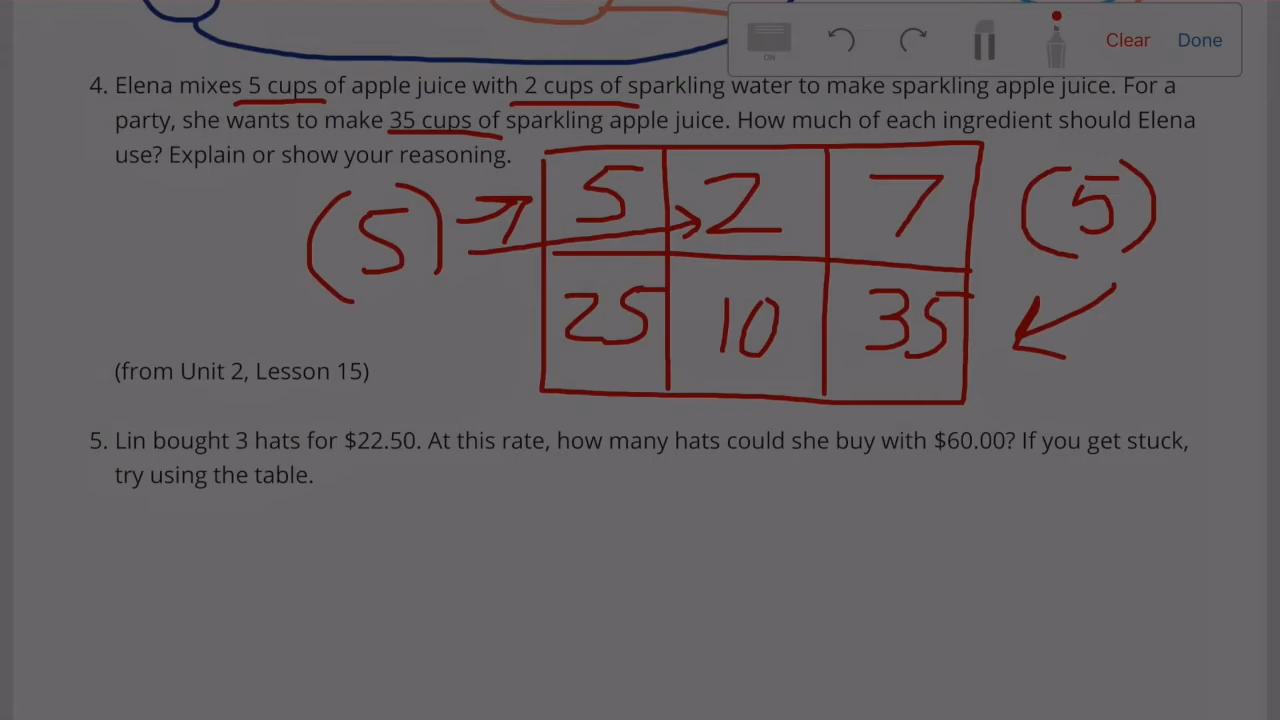 ON
Clear
Done
4. Elena mixes 5 cups of apple juice with 2 cups of sparkling water to make sparkling apple juice. For a
party, she wants to make 35 cups of sparkling apple juice. How much of each ingredient should Elena
use? Explain or show your reasoning.
(5) 5 2 7 (5)
25 10 35
(from Unit 2, Lesson 15)
5. Lin bought 3 hats for $22.50. At this rate, how many hats could she buy with $60.00? If you get stuck,
try using the table.